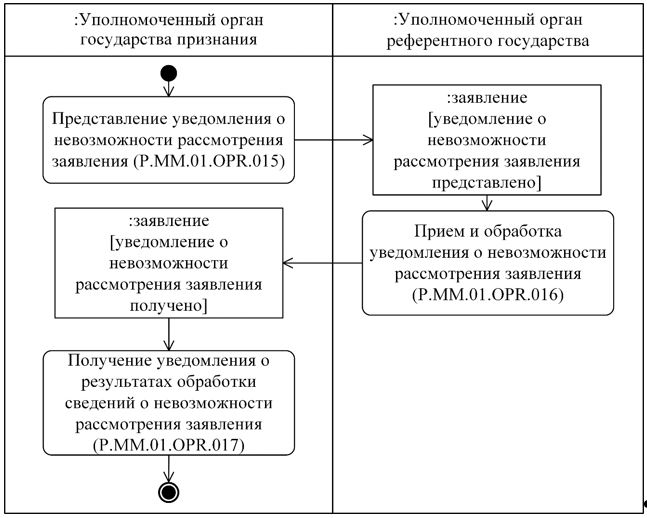 :Уполномоченный орган
государства признания
:Уполномоченный орган
референтного государства
Представление уведомления о
невозможности рассмотрения
заявления (P.MM.01.OPR.015)
:заявление
[уведомление о
невозможности
рассмотрения заявления
представлено]
Прием и обработка
уведомления о невозможности
рассмотрения заявления
(P.MM.01.OPR.016)
:заявление
[уведомление о
невозможности
рассмотрения заявления
получено]
Получение уведомления о
результатах обработки
сведений о невозможности
рассмотрения заявления
(P.MM.01.OPR.017)